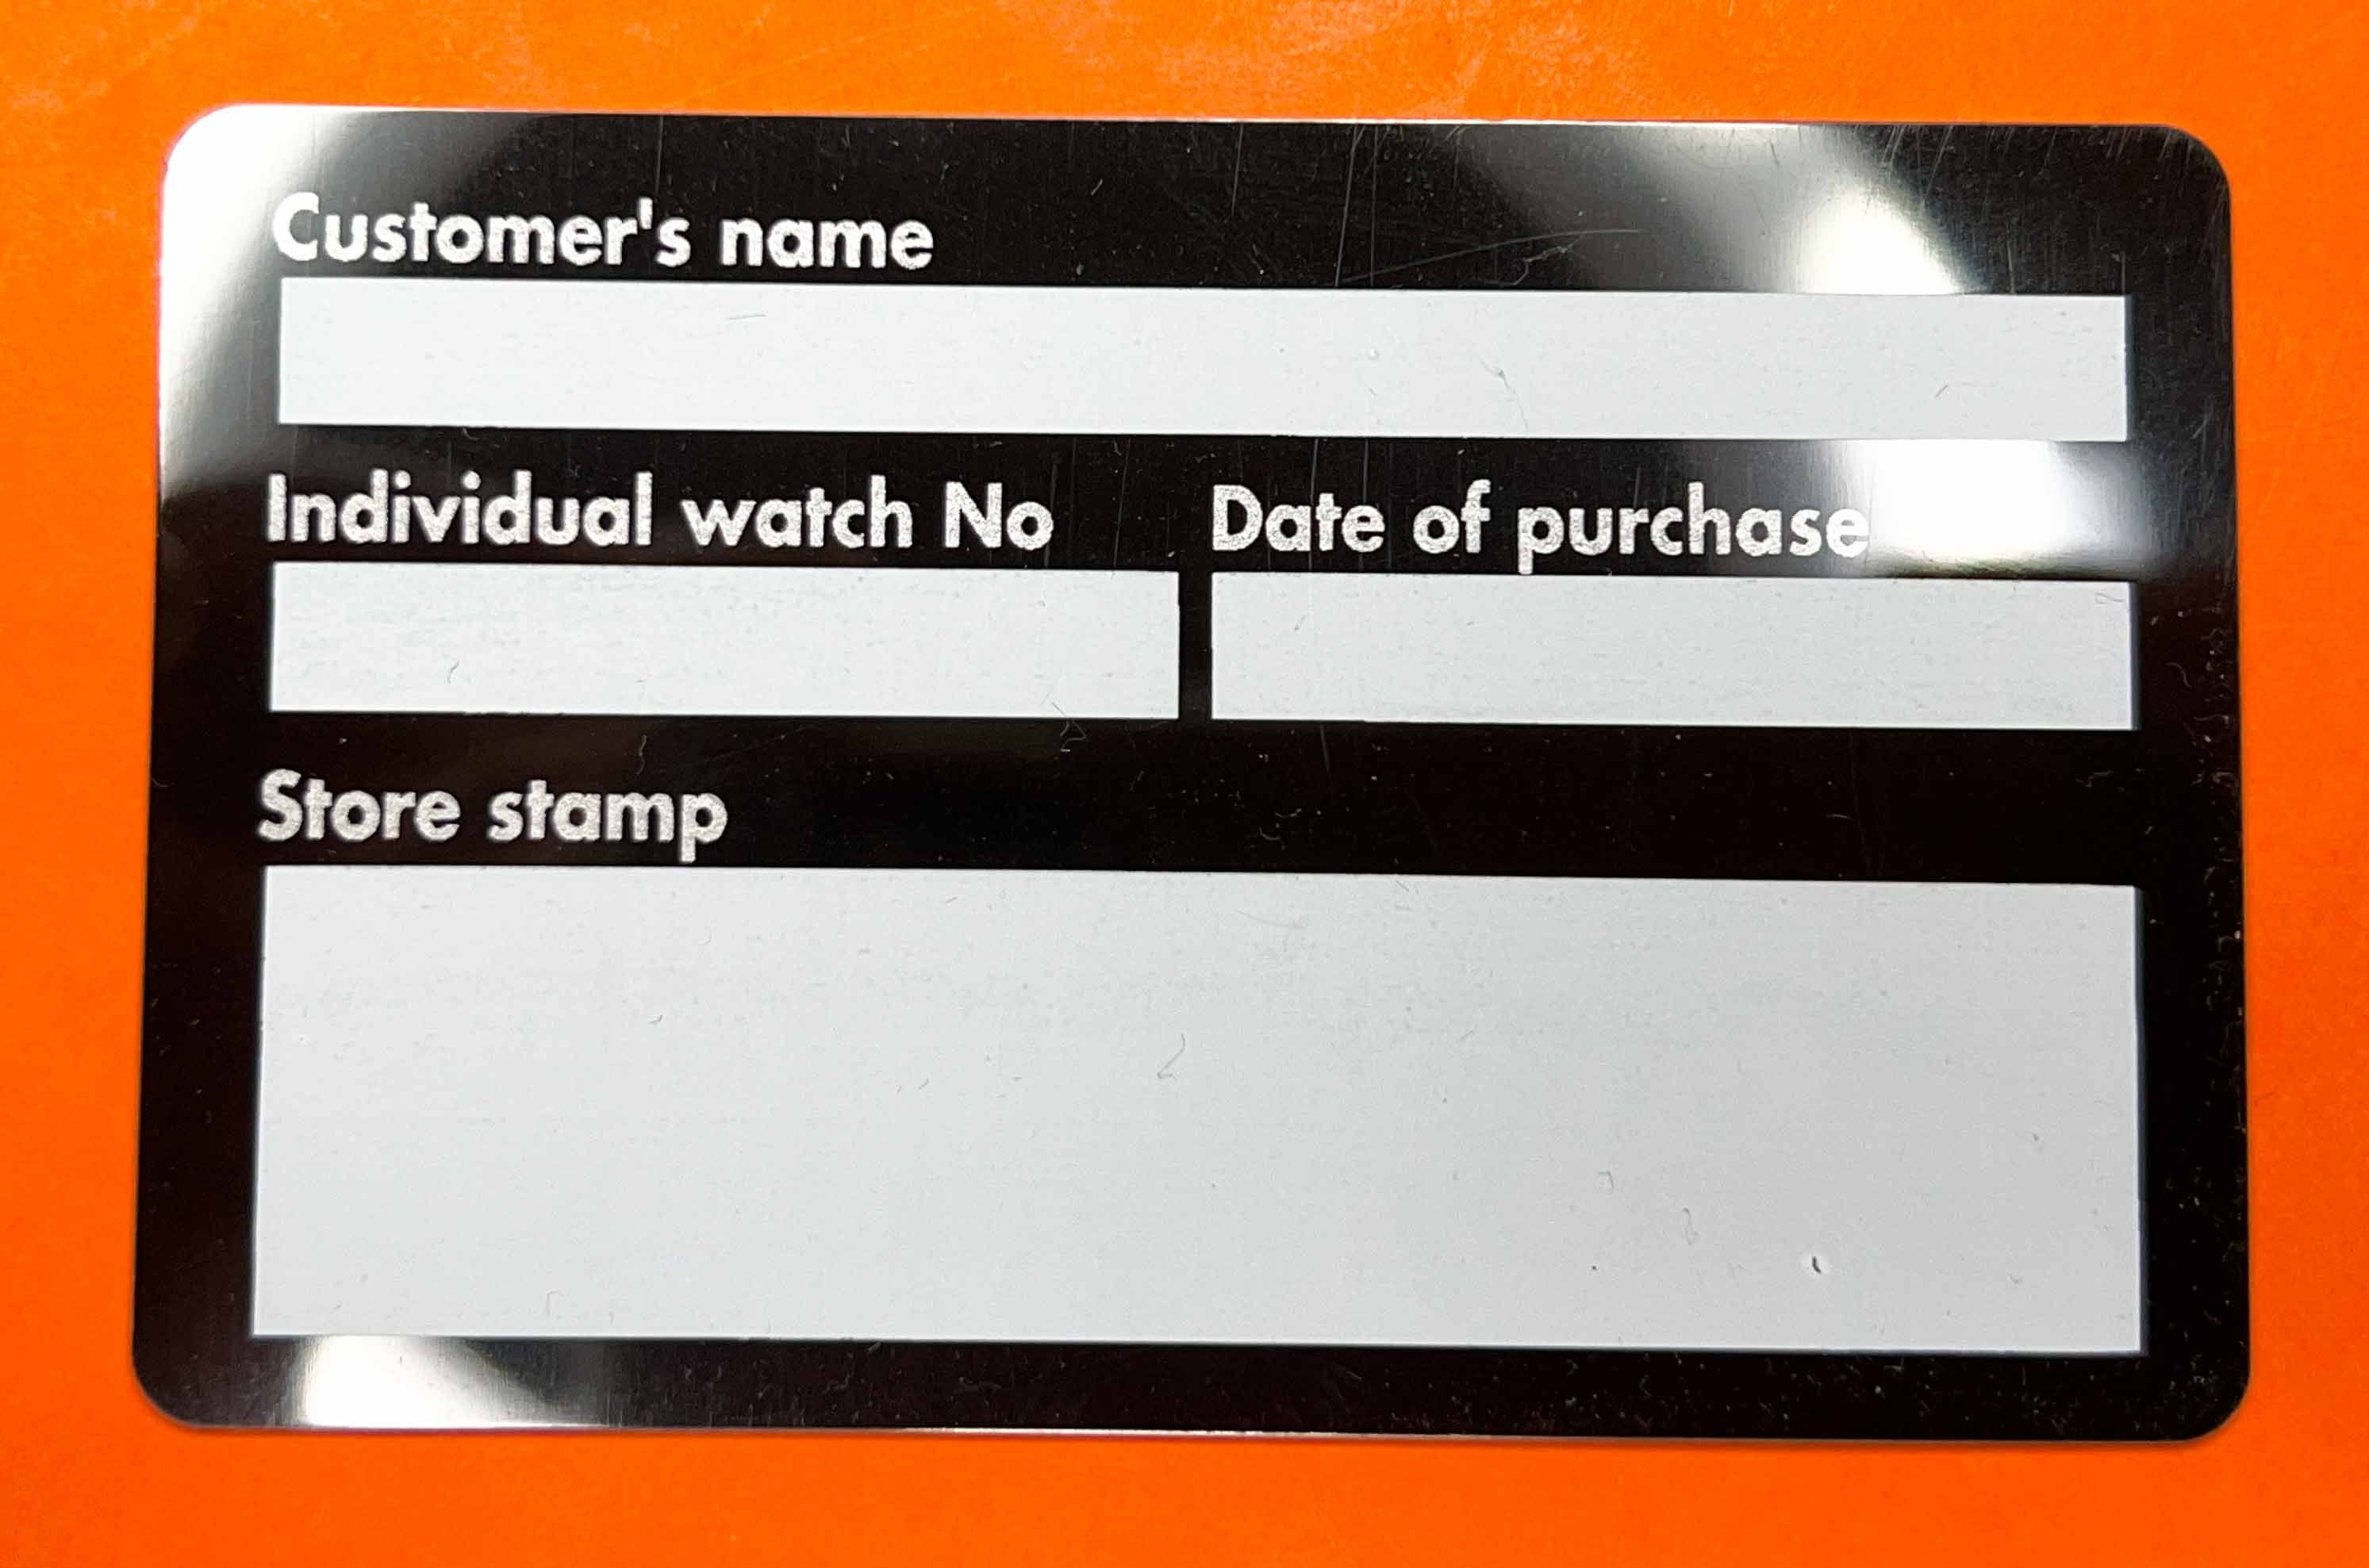 Customer's name
Individual watch No
Date of purchase
Store stamp